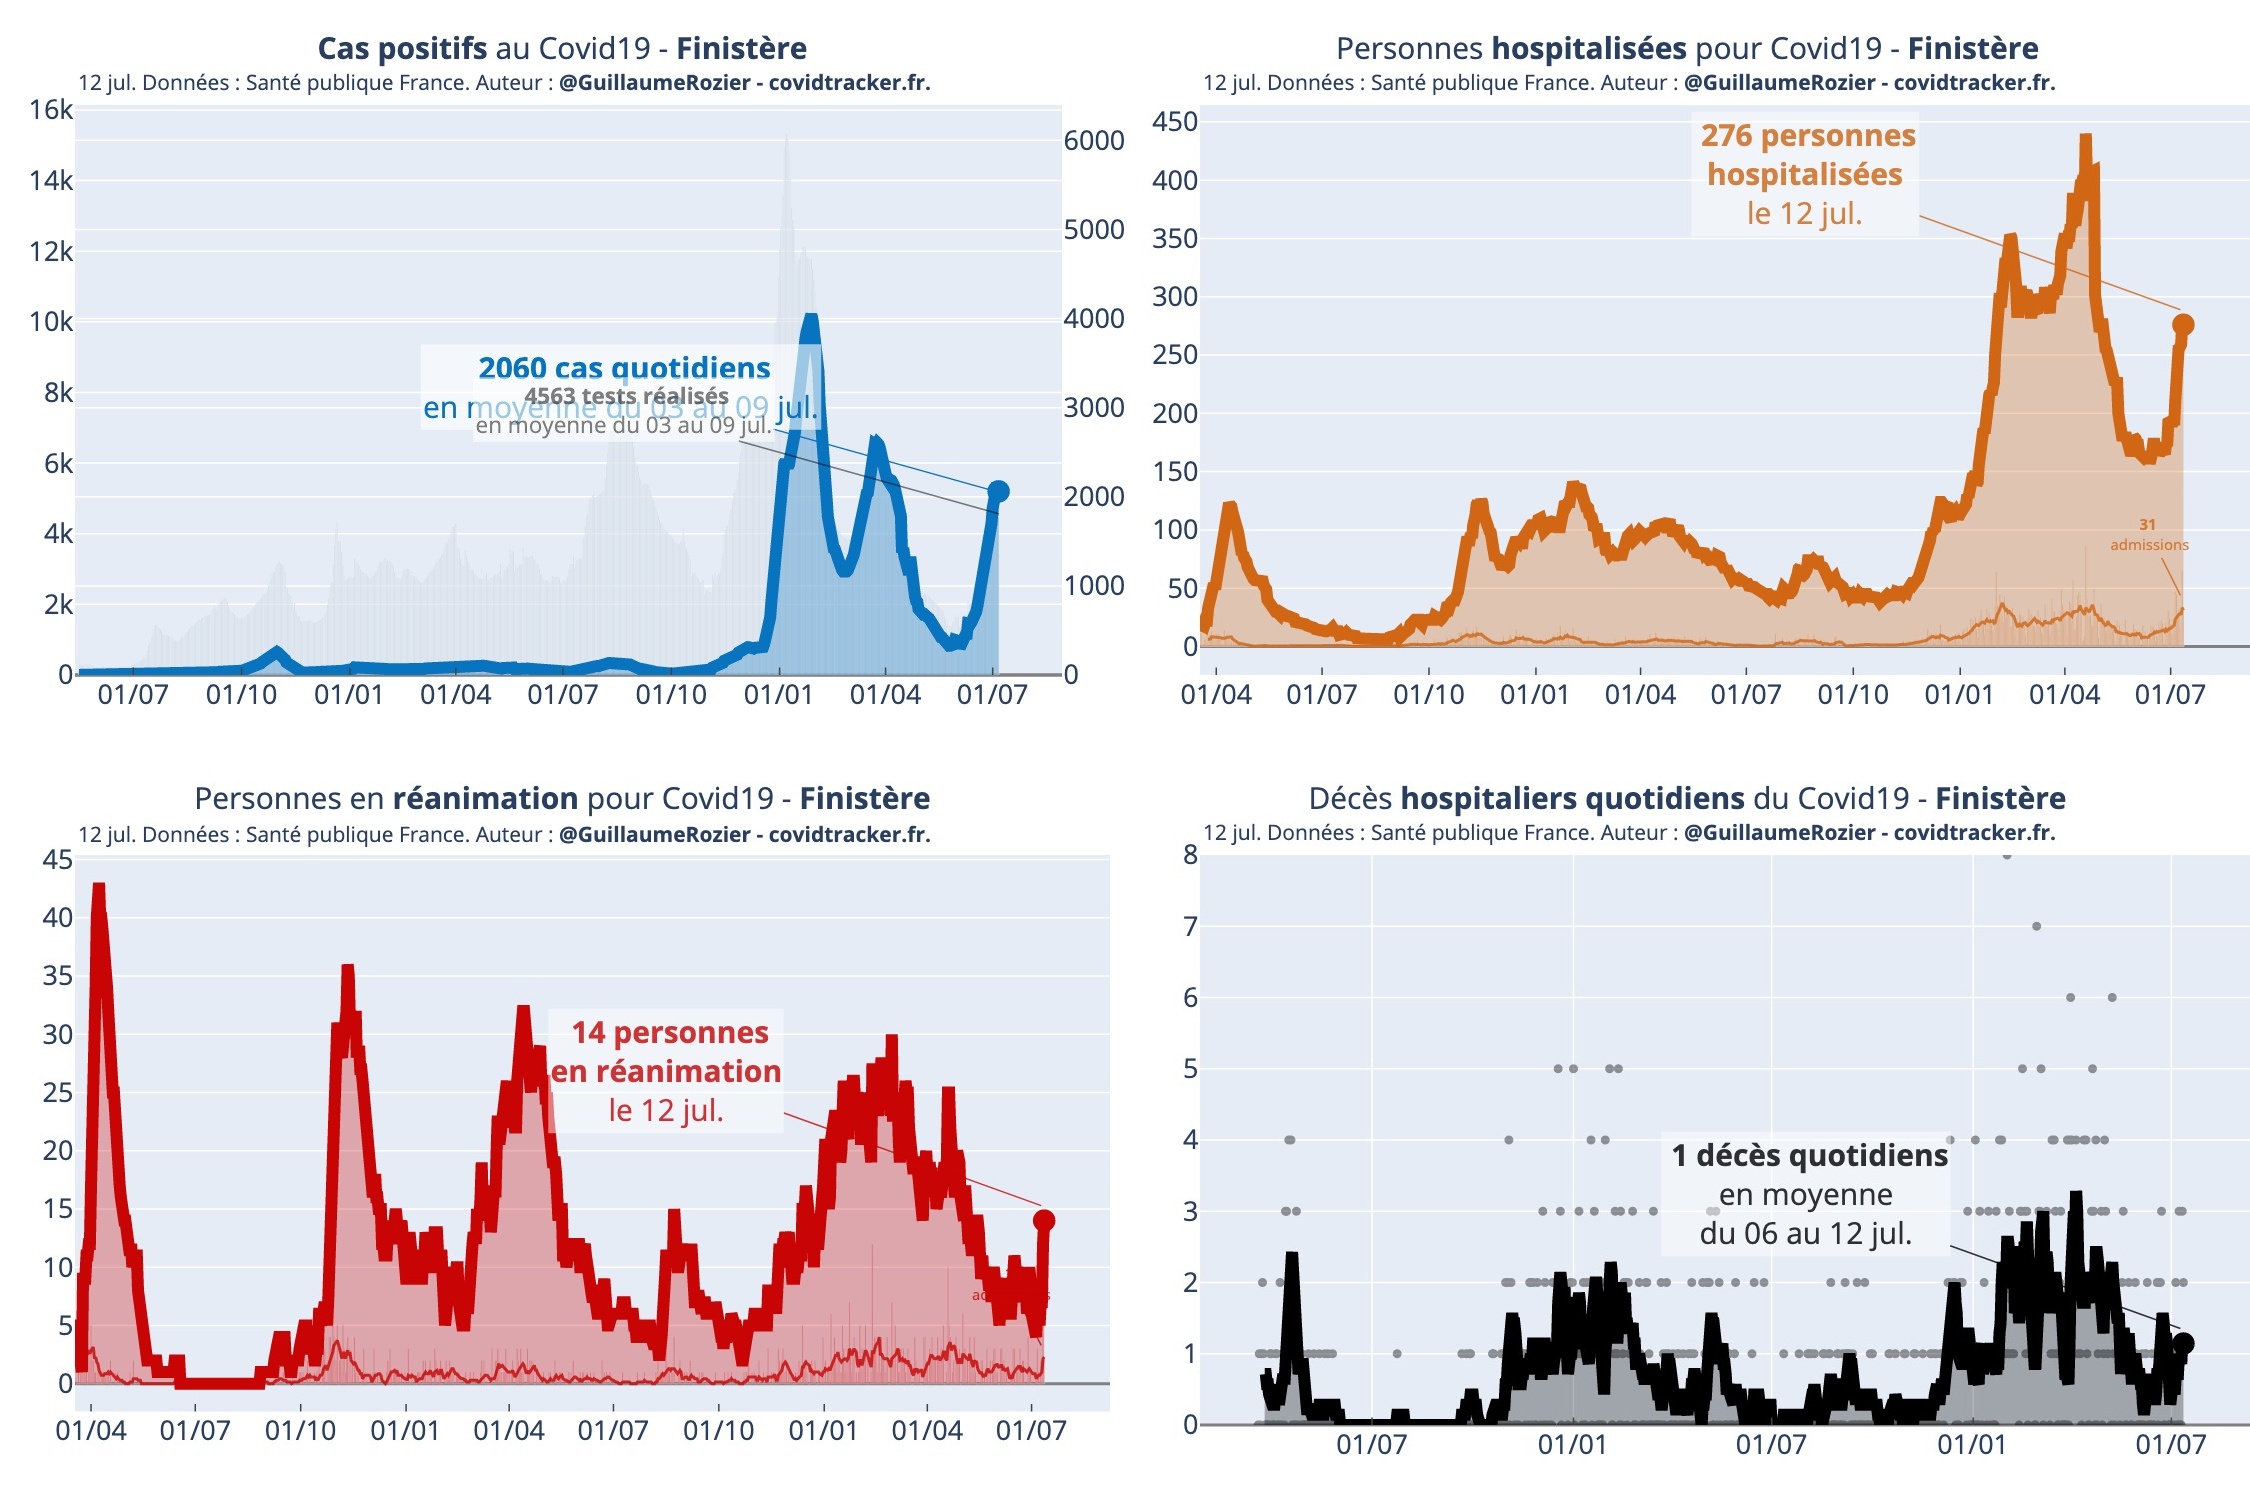 Cas positifs au Covid19 - Finistère
12 jul. Données : Santé publique France. Auteur : @GuillaumeRozier - covidtracker.fr.
16k
14k
12k
10k
8k
6k
4k
2k
0
6000
5000
4000
3000
2000
1000
0
2060 cas quotidiens
en moyenne du 03 au 09 jul.
4563 tests réalisés
en moyenne du 03 au 09 jul.
01/07 01/10 01/01 01/04 01/07 01/10 01/01 01/04 01/07
Personnes hospitalisées pour Covid19 - Finistère
12 jul. Données : Santé publique France. Auteur : @GuillaumeRozier - covidtracker.fr.
450
400
350
300
250
200
150
100
50
0
276 personnes
hospitalisées
le 12 jul.
31
admissions
01/04 01/07 01/10 01/01 01/04 01/07 01/10 01/01 01/04 01/07
Personnes en réanimation pour Covid19 - Finistère
12 jul. Données : Santé publique France. Auteur : @GuillaumeRozier - covidtracker.fr.
45
40
35
30
25
20
15
10
5
0
14 personnes
en réanimation
le 12 jul.
01/04 01/07 01/10 01/01 01/04 01/07 01/10 01/01 01/04 01/07
Décès hospitaliers quotidiens du Covid19 - Finistère
12 jul. Données : Santé publique France. Auteur : @GuillaumeRozier - covidtracker.fr.
8
7
6
5
4
3
2
1
0
1 décès quotidiens
en moyenne
du 06 au 12 jul.
01/07 01/01 01/07 01/01 01/07